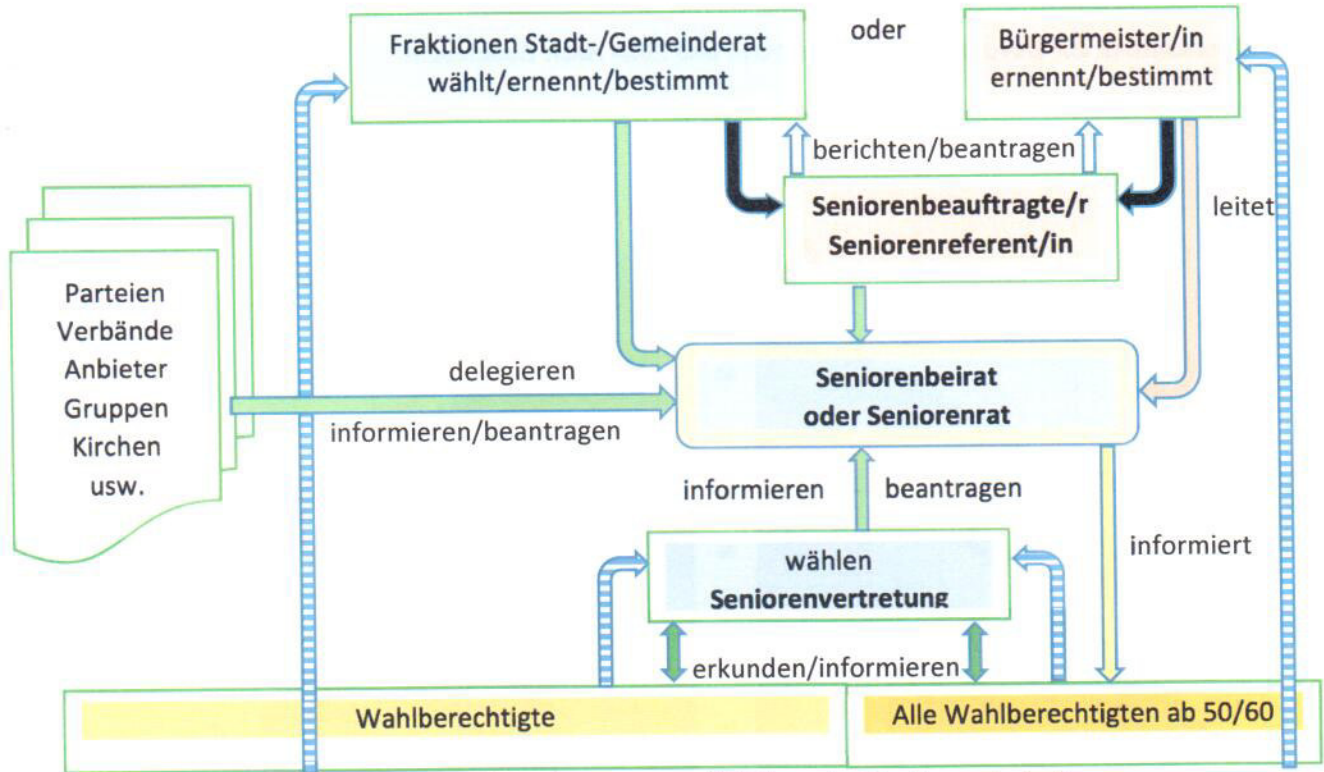 Fraktionen Stadt-/Gemeinderat
wählt/ernennt/bestimmt
oder
Bürgermeister/in
ernennt/bestimmt
berichten/beantragen
Seniorenbeauftragte/r
Seniorenreferent/in
leitet
Parteien
Verbände
Anbieter
Gruppen
Kirchen
usw.
delegieren
informieren/beantragen
Seniorenbeirat
oder Seniorenrat
informieren
beantragen
wählen
Seniorenvertretung
informiert
erkunden/informieren
Wahlberechtigte
Alle Wahlberechtigten ab 50/60